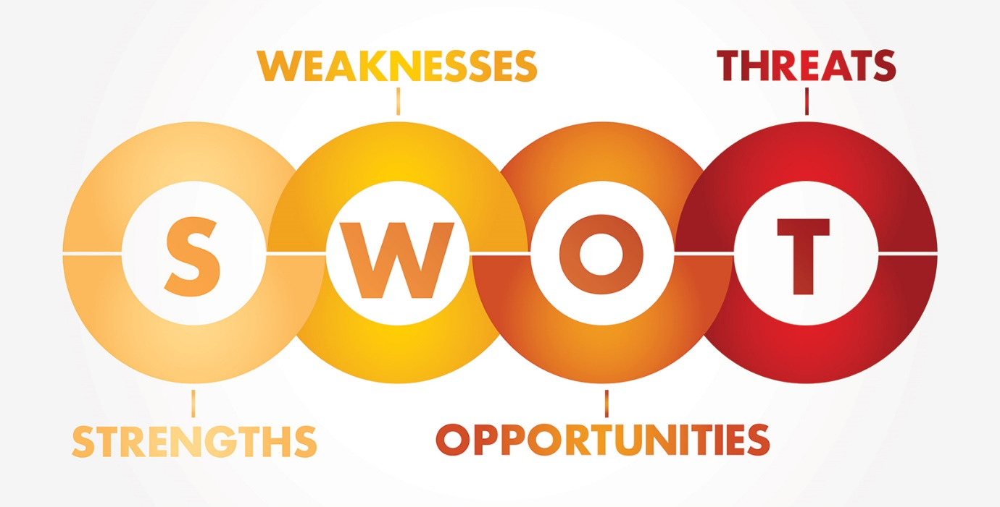 WEAKNESSES
THREATS
S W O T
STRENGTHS
OPPORTUNITIES